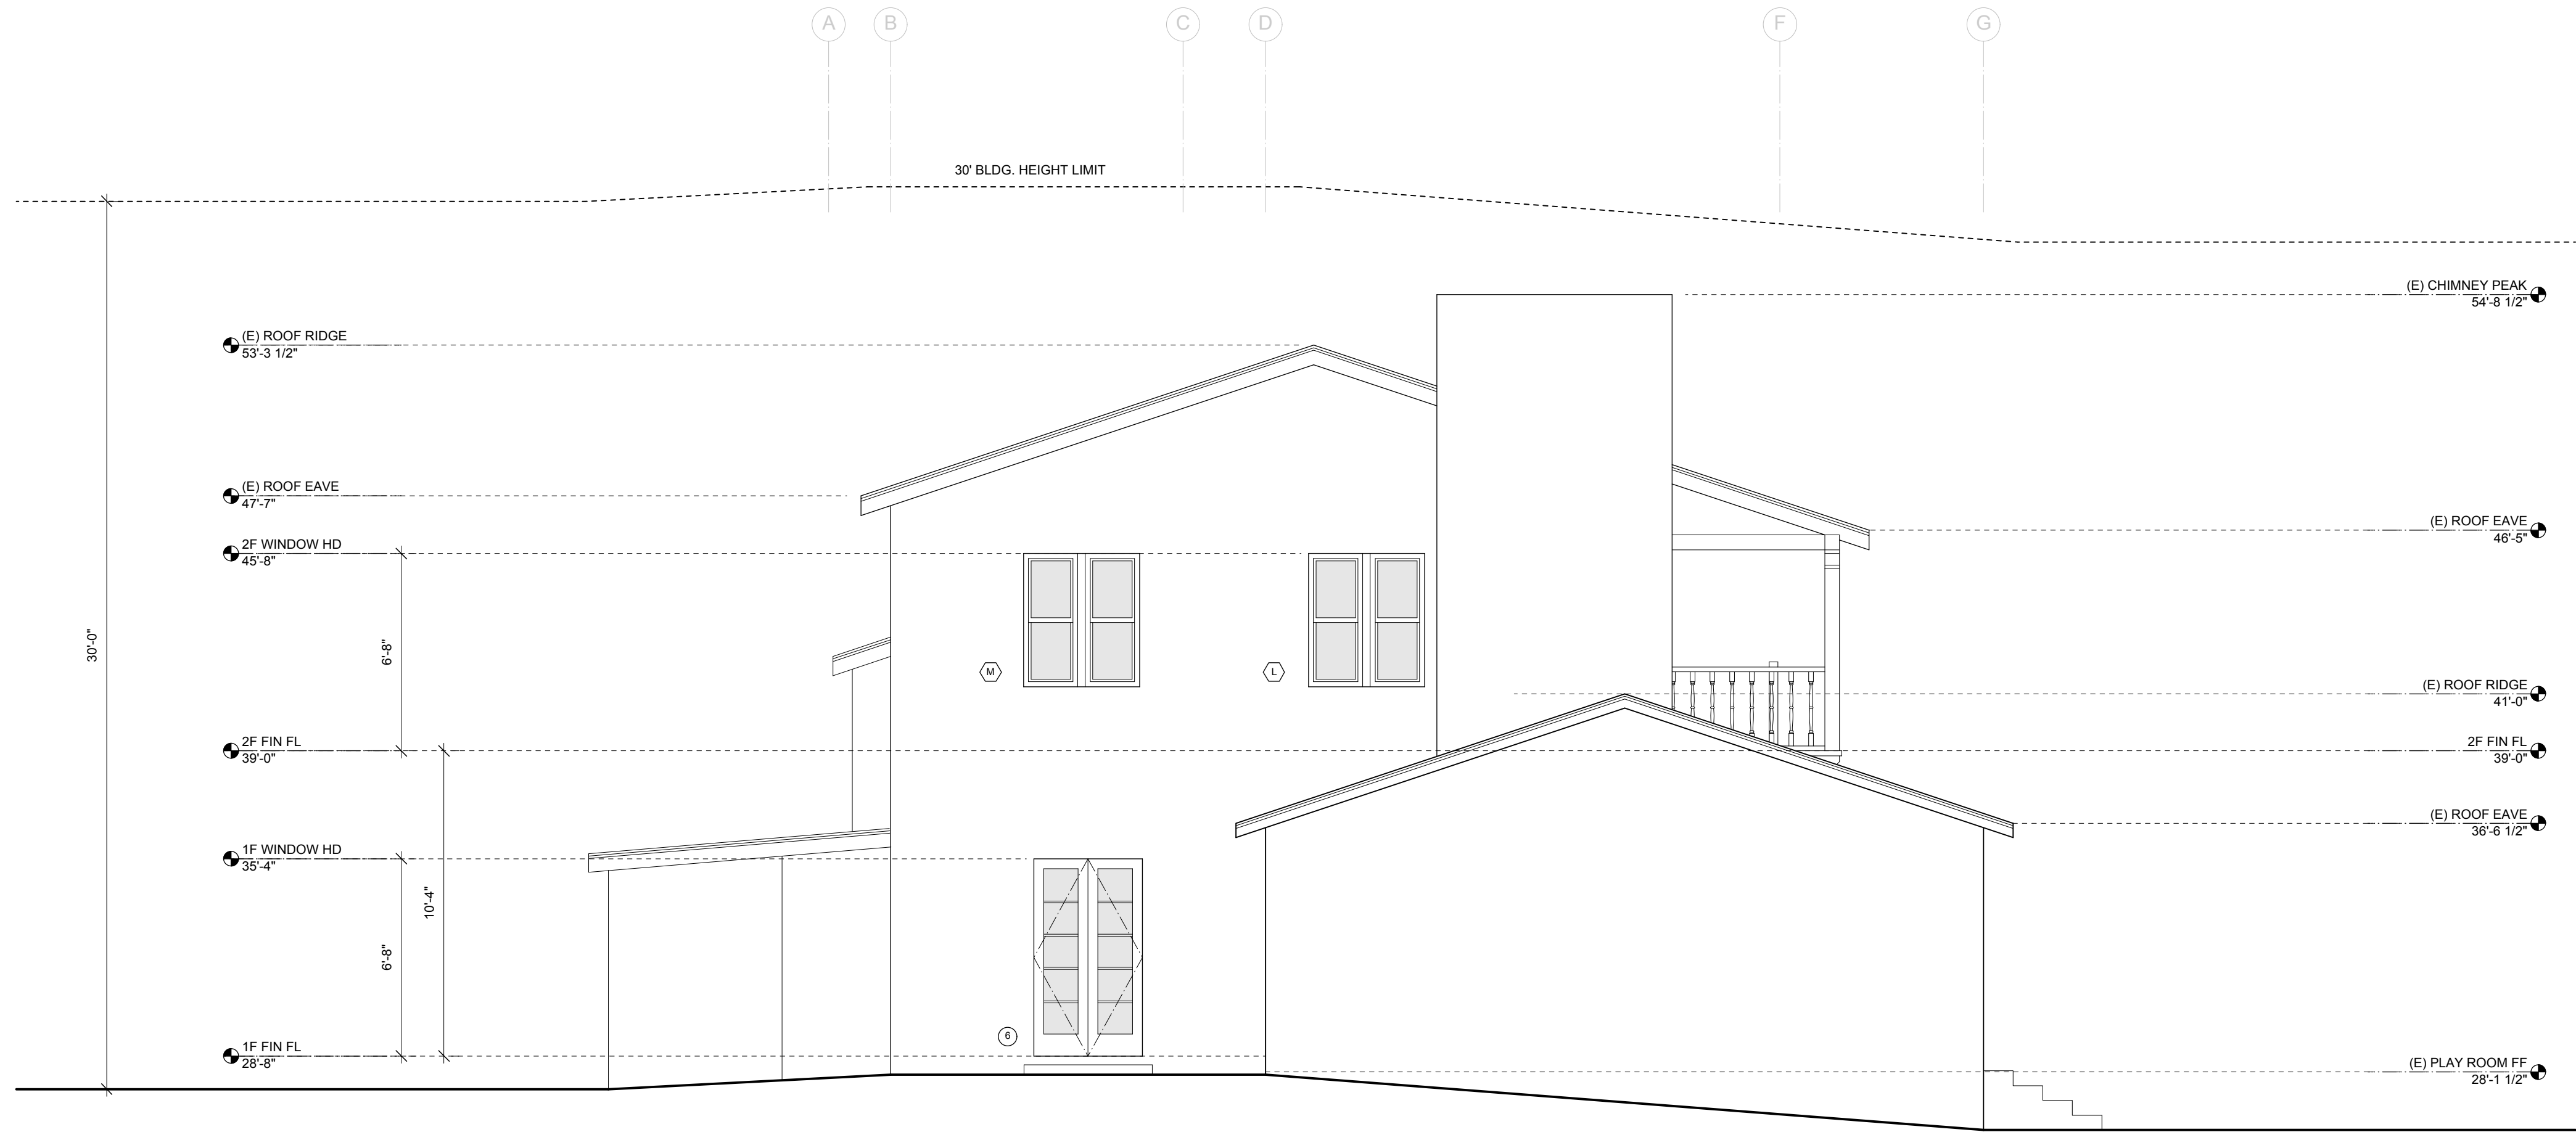 A B C D F G
30' BLDG. HEIGHT LIMIT
(E) CHIMNEY PEAK
54'-8 1/2"
(E) ROOF RIDGE
53'-3 1/2"
(E) ROOF EAVE
47'-7"
(E) ROOF EAVE
46'-5"
2F WINDOW HD
45'-8"
30'-0"
6'-8"
M
L
(E) ROOF RIDGE
41'-0"
2F FIN FL
39'-0"
2F FIN FL
39'-0"
(E) ROOF EAVE
36'-6 1/2"
1F WINDOW HD
35'-4"
10'-4"
6'-8"
6
1F FIN FL
28'-8"
(E) PLAY ROOM FF
28'-1 1/2"